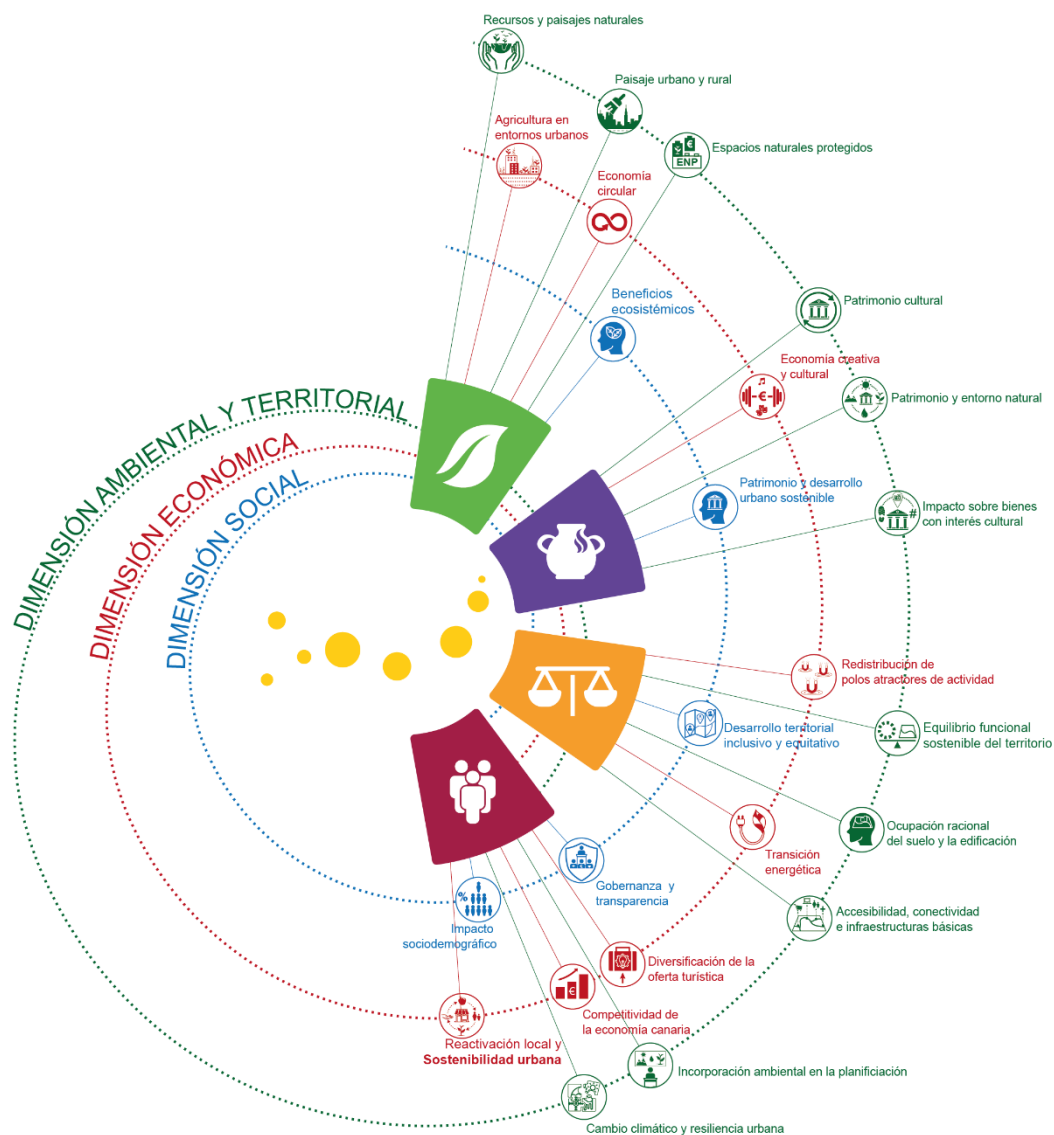 Recursos y paisajes naturales
Paisaje urbano y rural
Agricultura en
entornos urbanos
Espacios naturales protegidos
ENP
€
Economía
circular
Beneficios
ecosistémicos
Patrimonio cultural
Economía creativa
y cultural
€
Patrimonio y entorno natural
DIMENSIÓN AMBIENTAL Y TERRITORIAL
DIMENSIÓN ECONÓMICA
DIMENSIÓN SOCIAL
Patrimonio y desarrollo
urbano sostenible
Impacto sobre bienes
con interés cultural
#
Redistribución de
polos atractores de actividad
Desarrollo territorial
inclusivo y equitativo
Equilibrio funcional
sostenible del territorio
Ocupación racional
del suelo y la edificación
Transición
energética
Gobernanza y
transparencia
%
Impacto
sociodemográfico
Accesibilidad, conectividad
e infraestructuras básicas
Diversificación de la
oferta turística
€
Competitividad de
la economía canaria
Reactivación local y
Sostenibilidad urbana
Incorporación ambiental en la planificiación
Cambio climático y resiliencia urbana